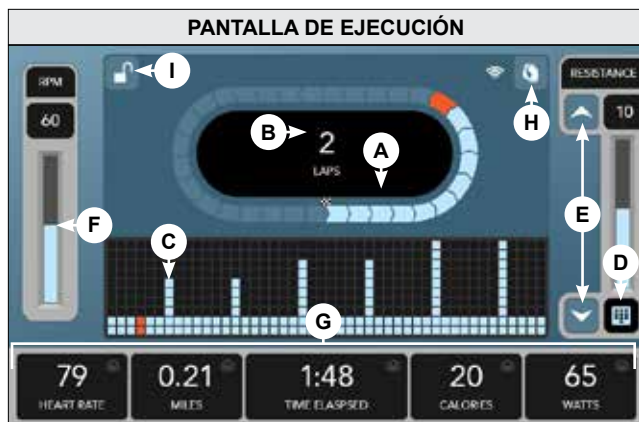 PANTALLA DE EJECUCIÓN
RPM
60
F
I
B
2
LAPS
A
H
RESISTANCE
10
E
D
C
G
79
HEART RATE
0.21
MILES
1:48
TIME ELASPSED
20
CALORIES
65
WATTS